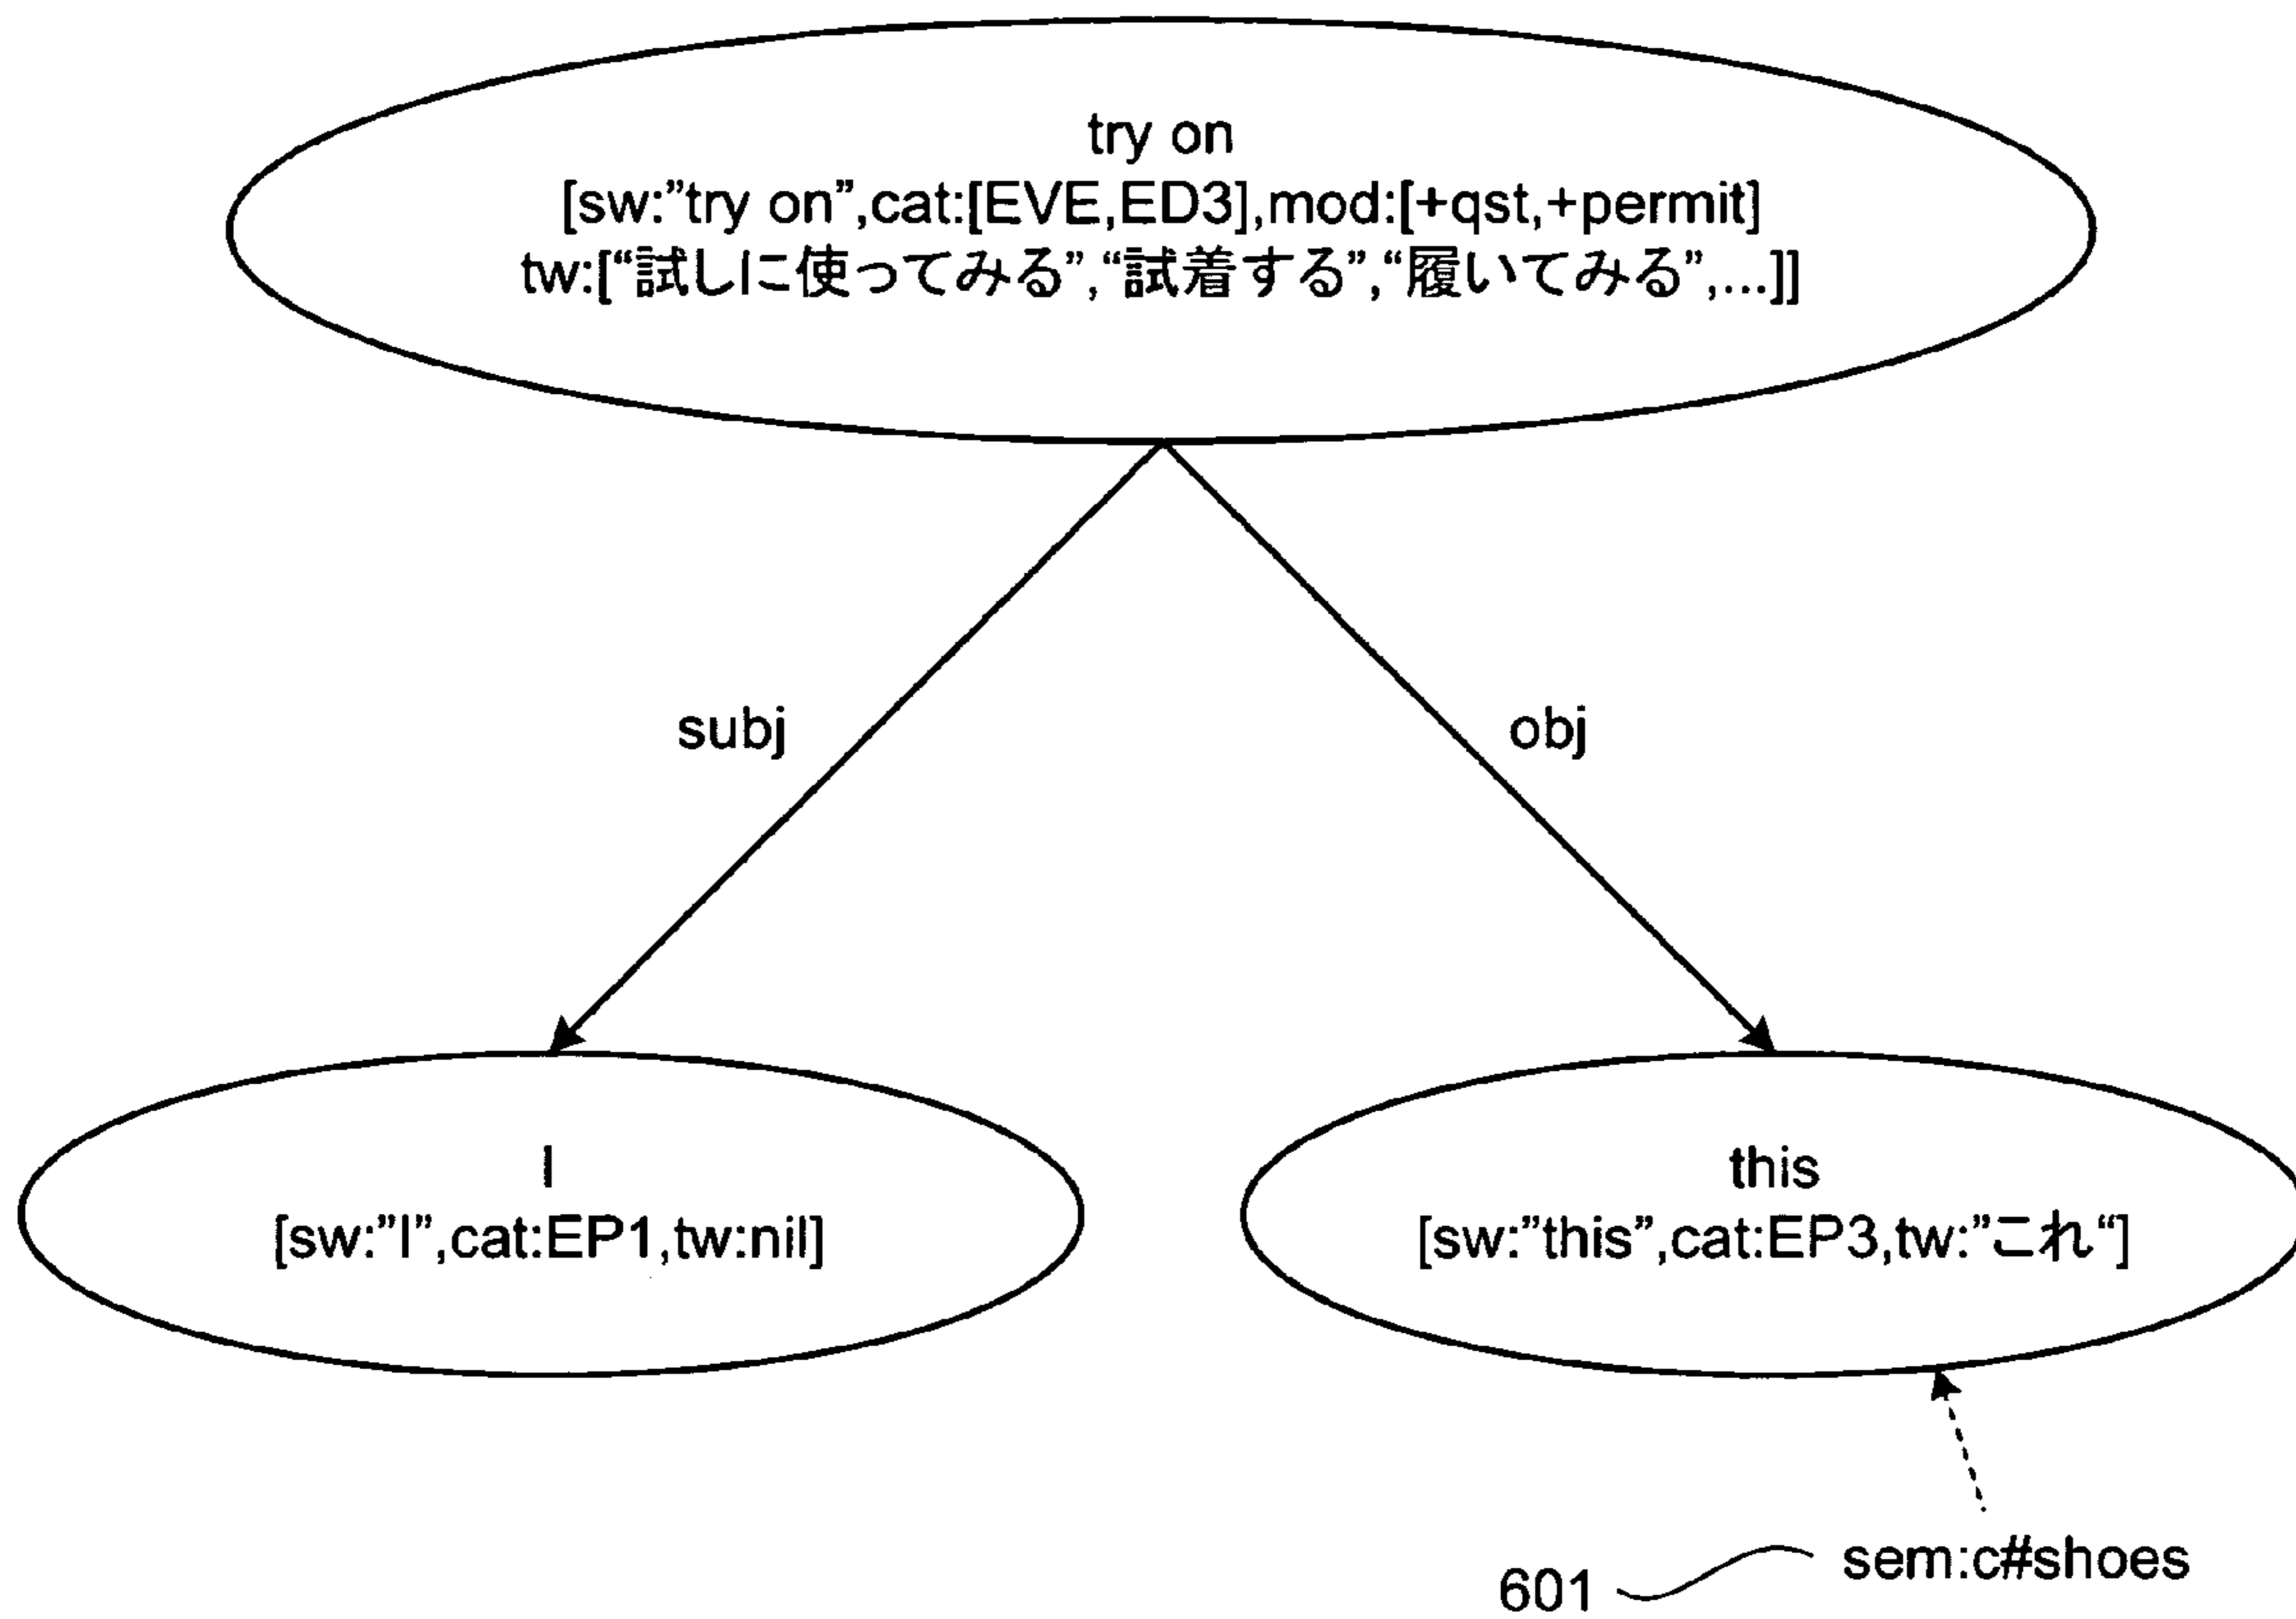 try on
[sw:”try on”,cat:[EVE,ED3],mod:[+qst,+permit]
tw:[“試しに使ってみる”,“試着する”,“履いてみる”,...]]
subj
obj
I
[sw:”I”,cat:EP1,tw:nil]
this
[sw:”this”,cat:EP3,tw:”これ“]
sem:c#shoes
601